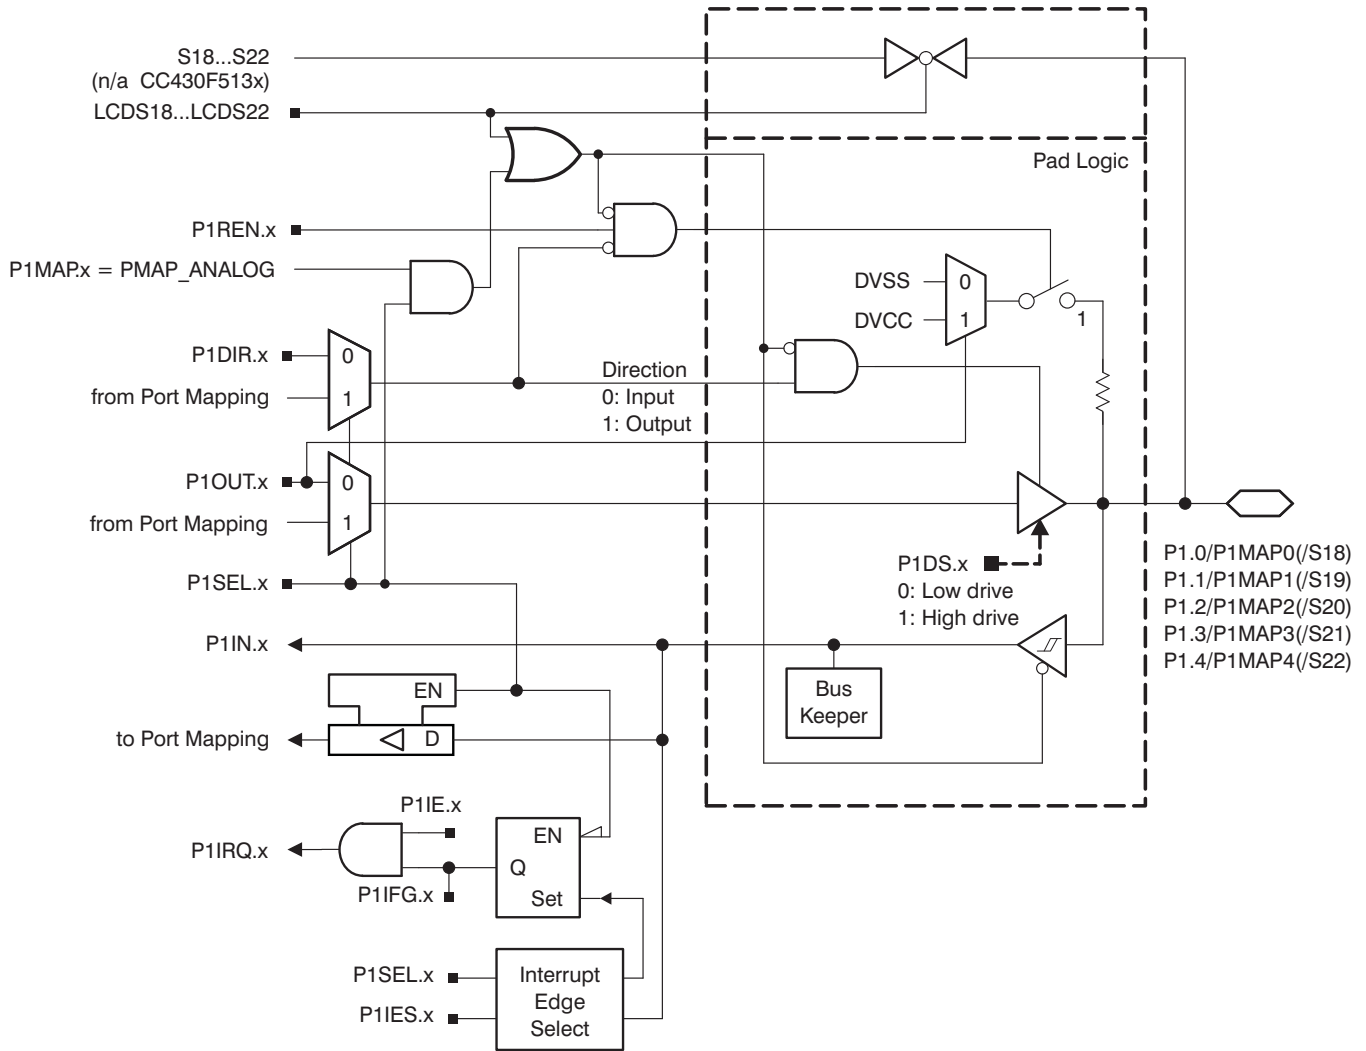 S18...S22
(n/a CC430F513x)
LCDS18...LCDS22
Pad Logic
P1REN.x
P1MAP.x = PMAP_ANALOG
DVSS
0
DVCC
1
1
P1DIR.x
0
from Port Mapping
1
Direction
0: Input
1: Output
P1OUT.x
0
from Port Mapping
1
P1SEL.x
P1DS.x
0: Low drive
1: High drive
P1.0/P1MAP0(/S18)
P1.1/P1MAP1(/S19)
P1.2/P1MAP2(/S20)
P1.3/P1MAP3(/S21)
P1.4/P1MAP4(/S22)
P1IN.x
Bus
Keeper
EN
to Port Mapping
D
P1IE.x
P1IRQ.x
P1IFG.x
EN
Q
Set
P1SEL.x
P1IES.x
Interrupt
Edge
Select